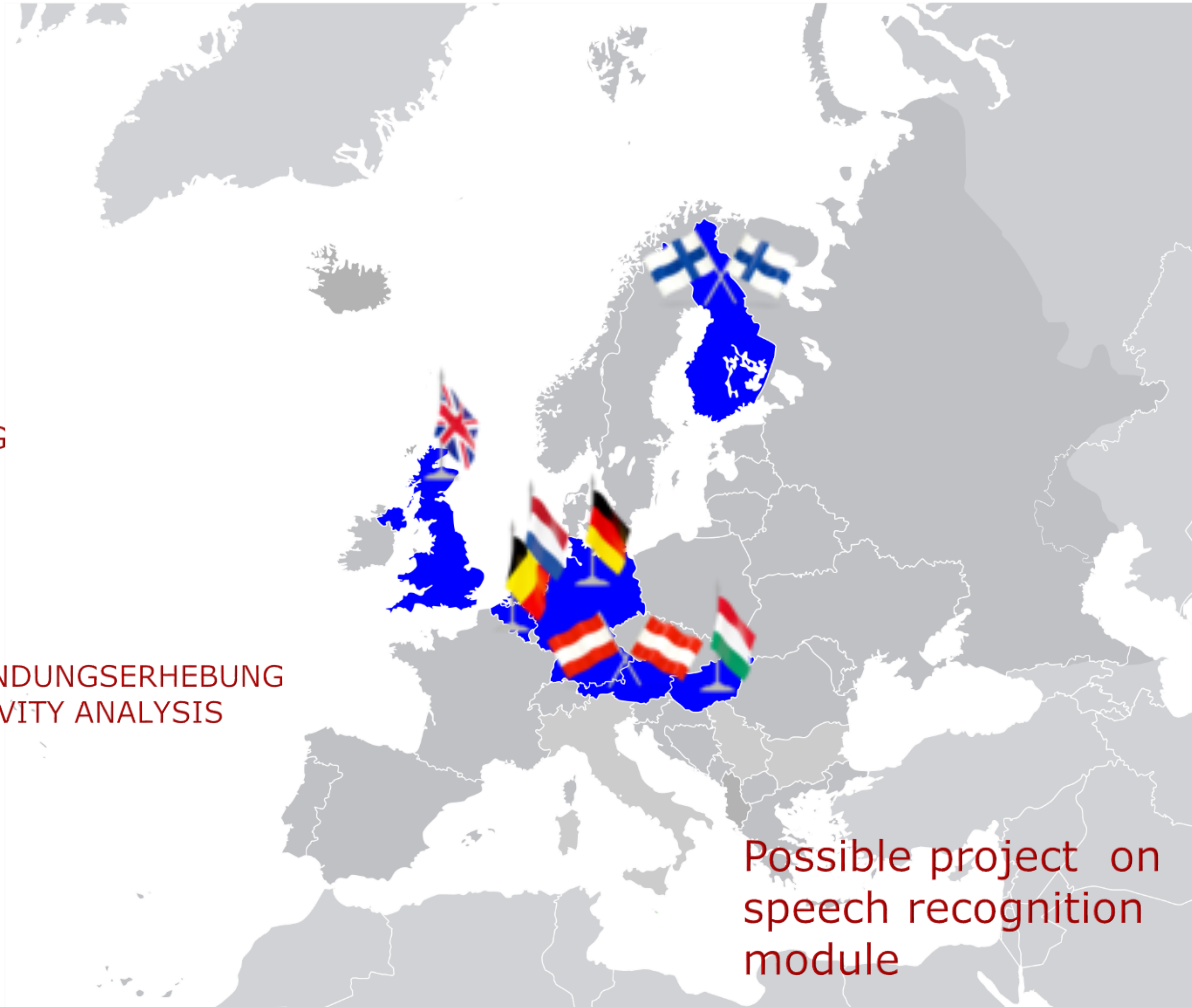 G
NDUNGSERHEBUNG
VITY ANALYSIS
Possible project on
speech recognition
module